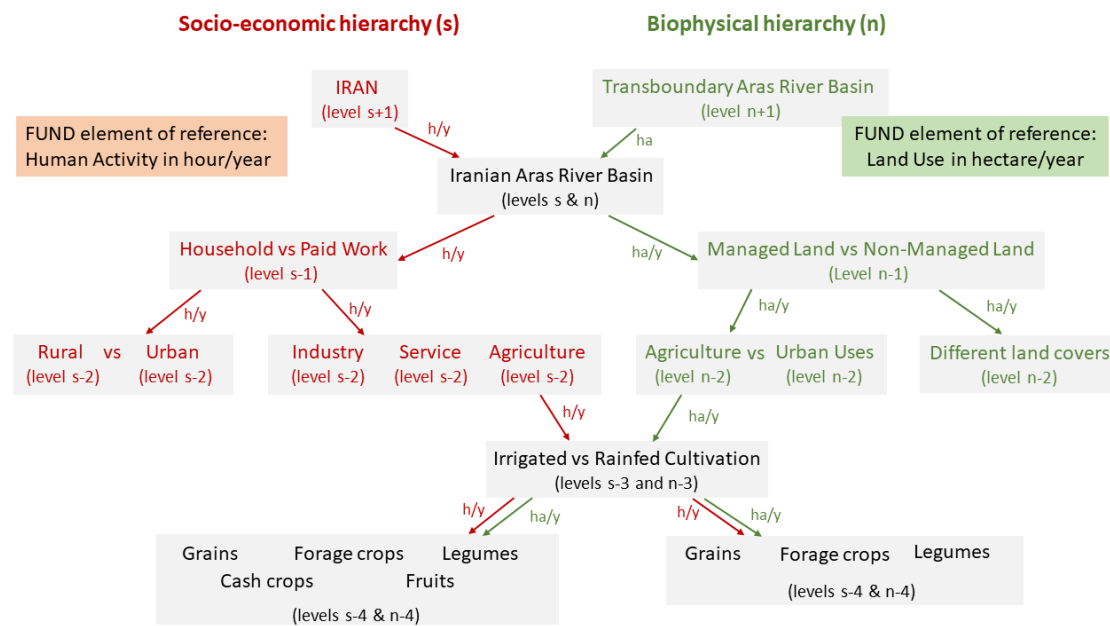 Socio-economic hierarchy (s)
Biophysical hierarchy (n)
IRAN
(level s+1)
Transboundary Aras River Basin
(level n+1)
FUND element of reference:
Human Activity in hour/year
h/y
ha
FUND element of reference:
Land Use in hectare/year
Iranian Aras River Basin
(levels s & n)
h/y
ha/y
Household vs Paid Work
(level s-1)
Managed Land vs Non-Managed Land
(Level n-1)
h/y
h/y
ha/y
ha/y
Rural vs Urban
(level s-2) (level s-2)
Industry Service Agriculture
(level s-2) (level s-2) (level s-2)
Agriculture vs Urban Uses
(level n-2) (level n-2)
Different land covers
(level n-2)
h/y
ha/y
Irrigated vs Rainfed Cultivation
(levels s-3 and n-3)
h/y
ha/y
h/y
ha/y
Grains Forage crops Legumes
Cash crops Fruits
(levels s-4 & n-4)
Grains Forage crops Legumes
(levels s-4 & n-4)